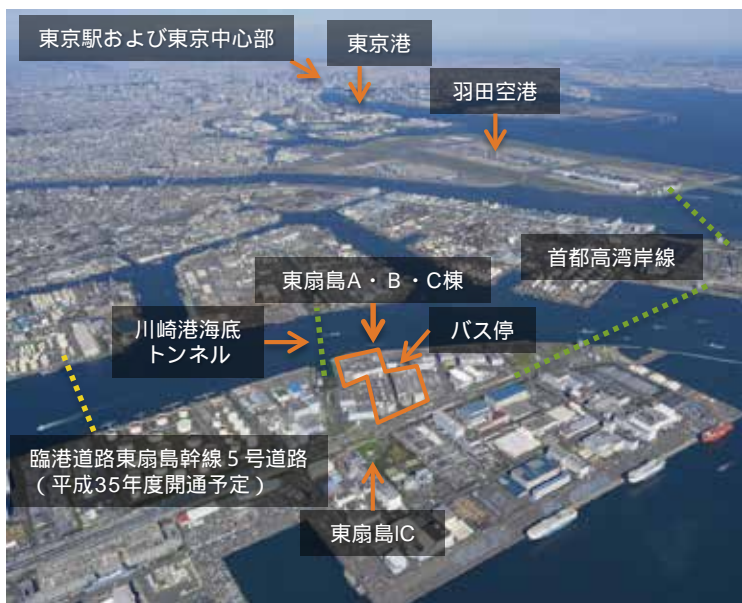 東京駅および東京中心部
東京港
羽田空港
首都高湾岸線
東扇島A・B・C棟
川崎港海底
トンネル
バス停
臨港道路東扇島幹線５号道路
（平成35年度開通予定）
東扇島IC